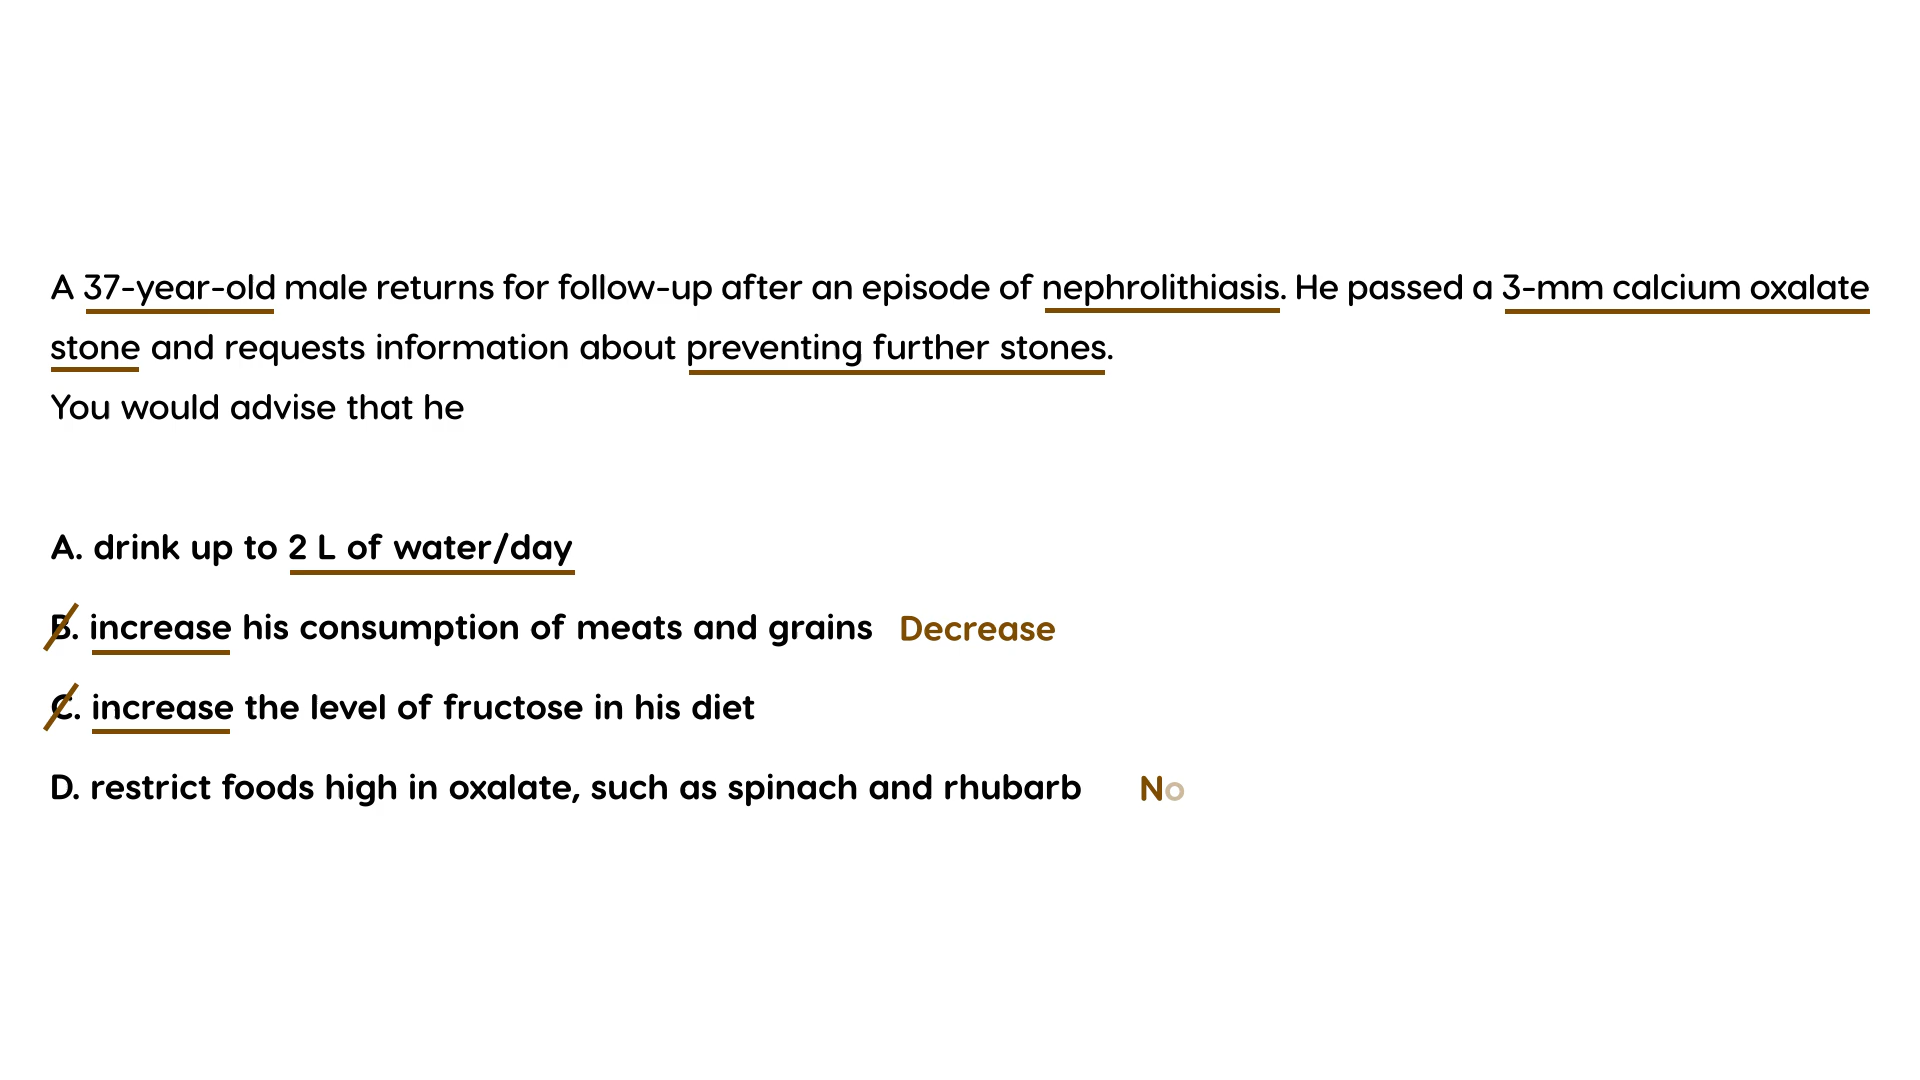 A 37-year-old male returns for follow-up after an episode of nephrolithiasis. He passed a 3-mm calcium oxalate
stone and requests information about preventing further stones.
You would advise that he
A. drink up to 2 L of water/day
B. increase his consumption of meats and grains Decrease
C. increase the level of fructose in his diet
D. restrict foods high in oxalate, such as spinach and rhubarb No